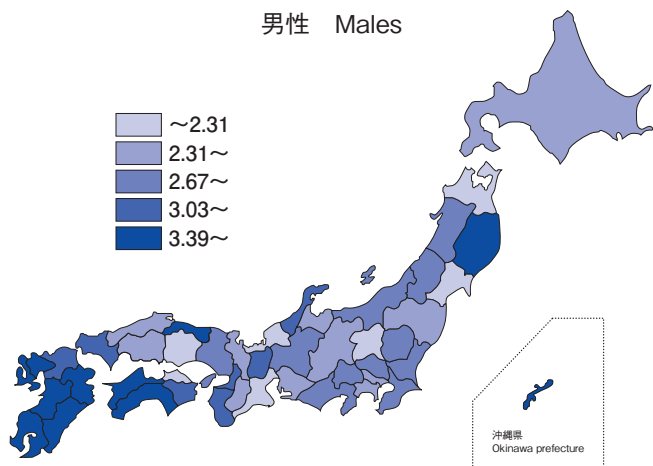 男性　Males
～2.31
2.31～
2.67～
3.03～
3.39～
沖縄県
Okinawa prefecture